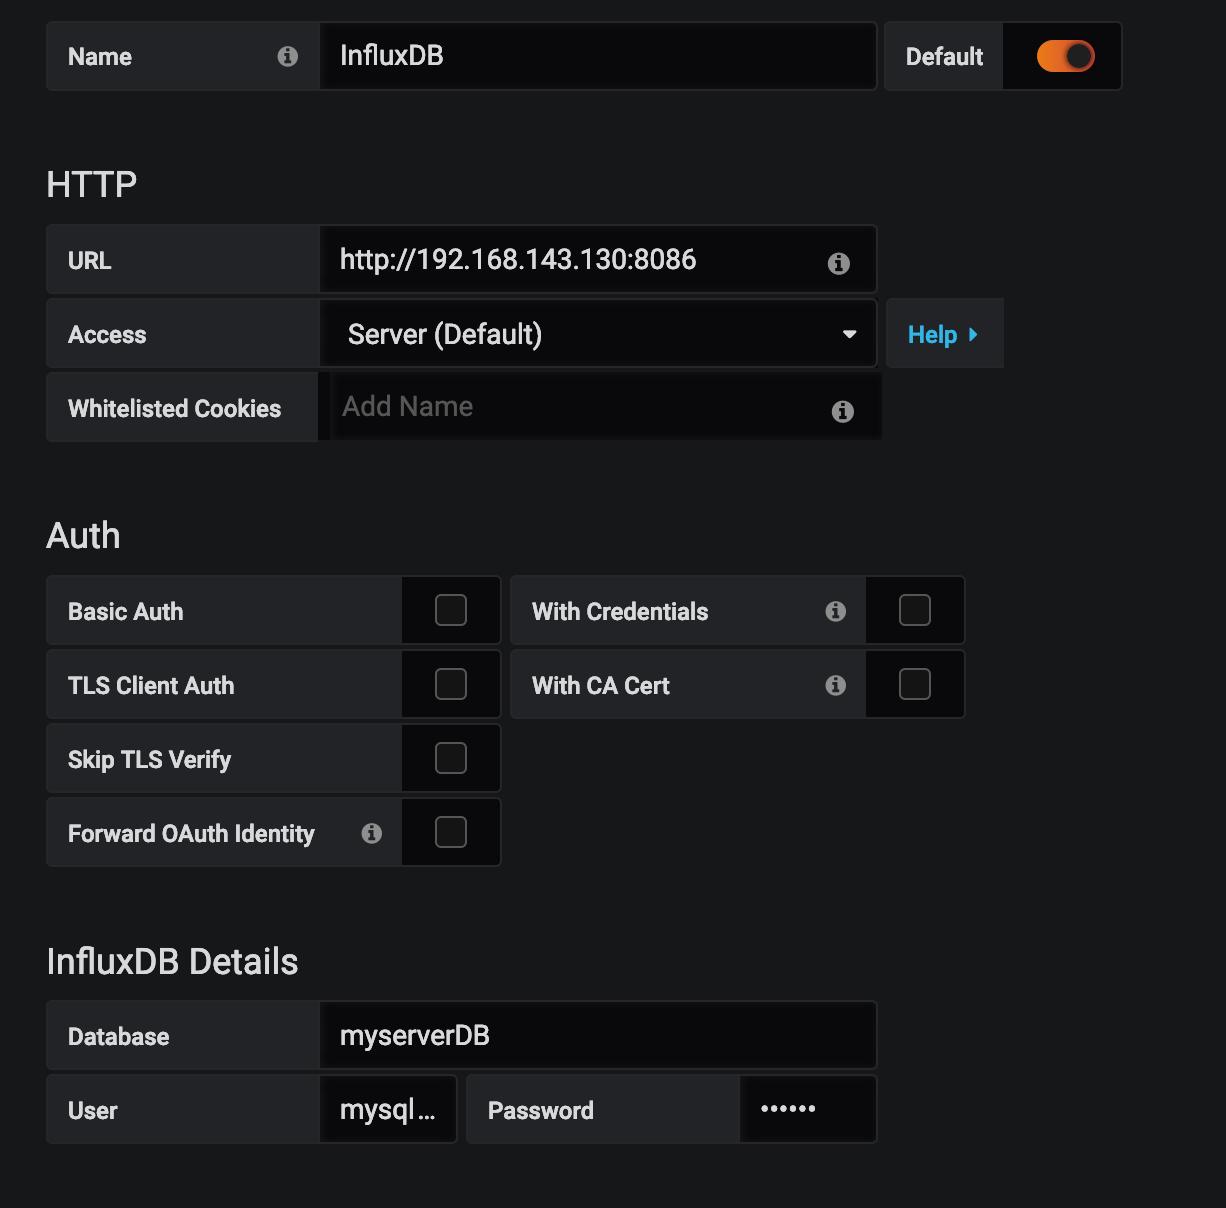 Name InfluxDB Default
HTTP
URL http://192.168.143.130:8086
Access Server (Default) Help
Whitelisted Cookies Add Name
Auth
Basic Auth With Credentials
TLS Client Auth With CA Cert
Skip TLS Verify
Forward OAuth Identity
InfluxDB Details
Database myserverDB
User mysql... Password ••••••